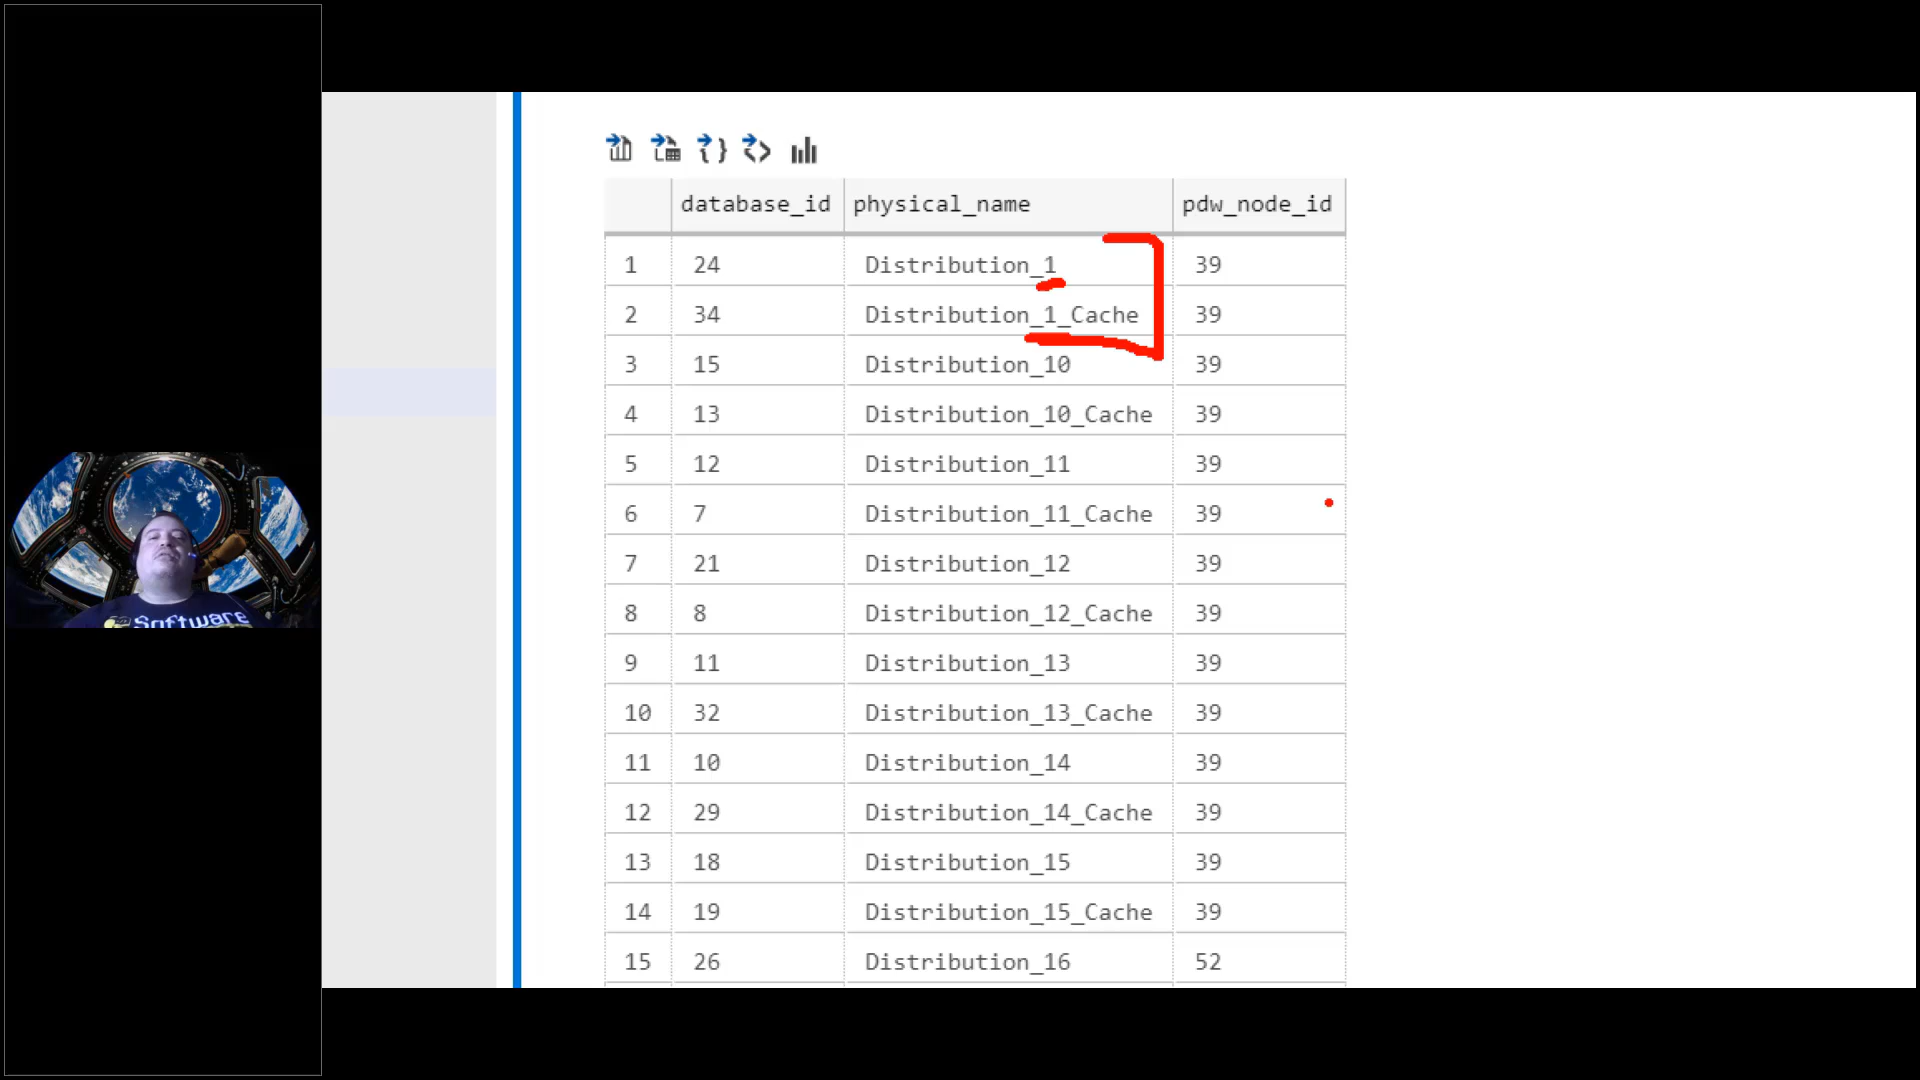 database_id physical_name pdw_node_id
1 24 Distribution_1 39
2 34 Distribution_1_Cache 39
3 15 Distribution_10 39
4 13 Distribution_10_Cache 39
5 12 Distribution_11 39
6 7 Distribution_11_Cache 39
7 21 Distribution_12 39
8 8 Distribution_12_Cache 39
9 11 Distribution_13 39
10 32 Distribution_13_Cache 39
11 10 Distribution_14 39
12 29 Distribution_14_Cache 39
13 18 Distribution_15 39
14 19 Distribution_15_Cache 39
15 26 Distribution_16 52
Software